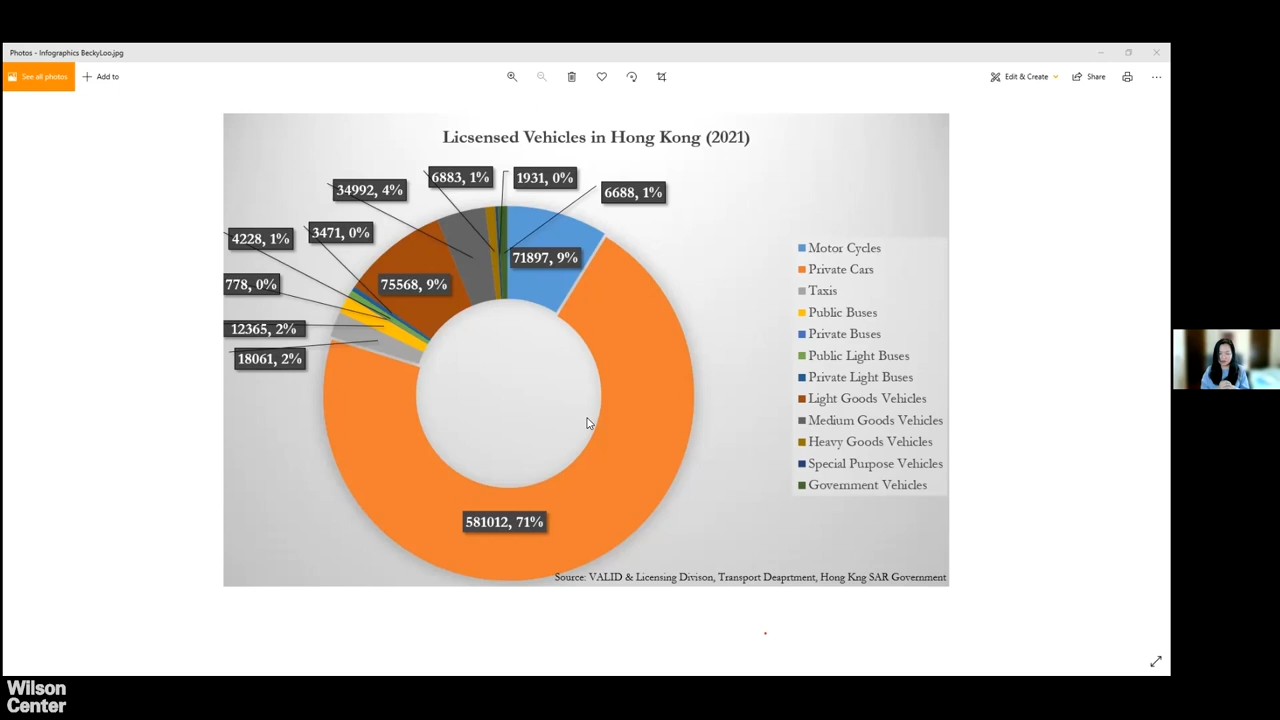 Photos - Infographics BeckyLoo.jpg
See all photos
Add to
Edit & Create
Share
Licsensed Vehicles in Hong Kong (2021)
6883, 1%
1931, 0%
34992, 4%
6688, 1%
4228, 1%
3471, 0%
71897, 9%
778, 0%
75568, 9%
12365, 2%
18061, 2%
581012, 71%
Motor Cycles
Private Cars
Taxis
Public Buses
Private Buses
Public Light Buses
Private Light Buses
Light Goods Vehicles
Medium Goods Vehicles
Heavy Goods Vehicles
Special Purpose Vehicles
Government Vehicles
Source: VALID & Licensing Divison, Transport Deaprtment, Hong Kng SAR Government
Wilson
Center